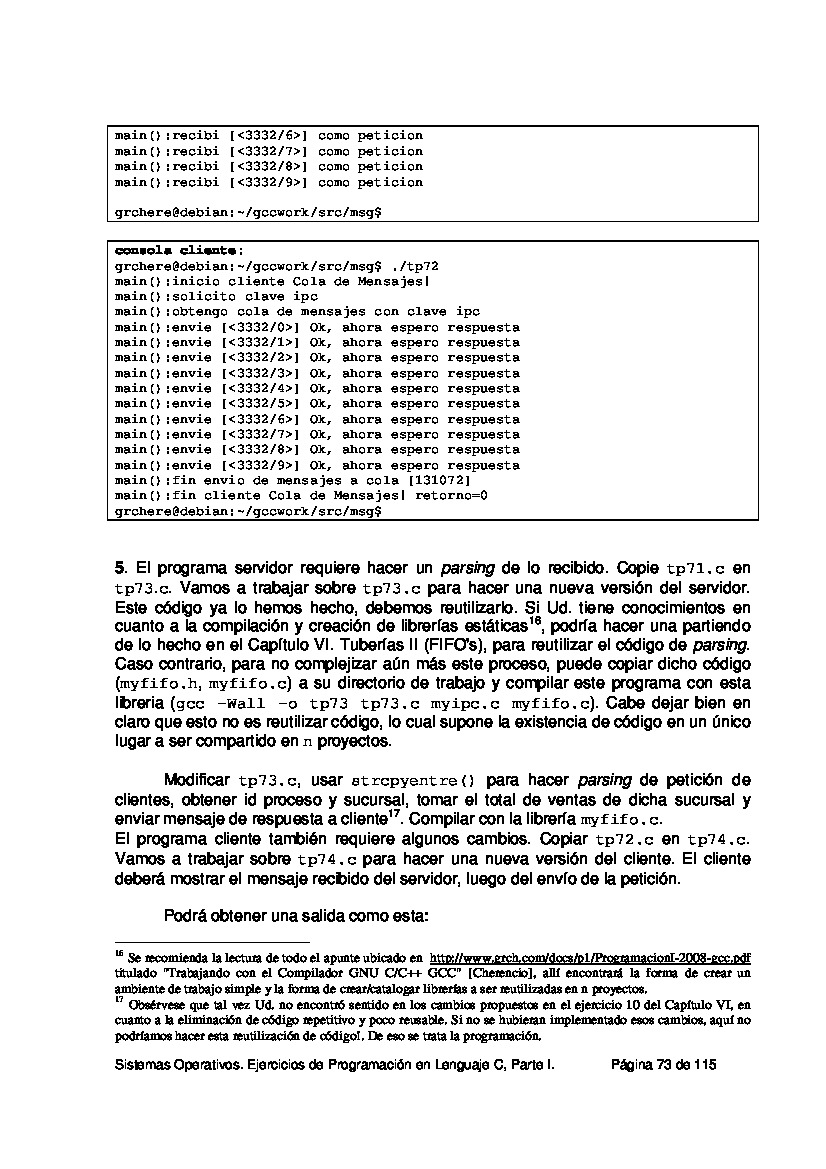 main():recibi [<3332/6>] como peticion
main():recibi [<3332/7>] como peticion
main():recibi [<3332/8>] como peticion
main():recibi [<3332/9>] como peticion
grchere@debian:~/gccwork/src/msg$
consola cliente:
grchere@debian:~/gccwork/src/msg$ ./tp72
main():inicio cliente Cola de Mensajes!
main():solicito clave ipc
main():obtengo cola de mensajes con clave ipc
main():envie [<3332/0>] Ok, ahora espero respuesta
main():envie [<3332/1>] Ok, ahora espero respuesta
main():envie [<3332/2>] Ok, ahora espero respuesta
main():envie [<3332/3>] Ok, ahora espero respuesta
main():envie [<3332/4>] Ok, ahora espero respuesta
main():envie [<3332/5>] Ok, ahora espero respuesta
main():envie [<3332/6>] Ok, ahora espero respuesta
main():envie [<3332/7>] Ok, ahora espero respuesta
main():envie [<3332/8>] Ok, ahora espero respuesta
main():envie [<3332/9>] Ok, ahora espero respuesta
main():fin envio de mensajes a cola [131072]
main():fin cliente Cola de Mensajes! retorno=0
grchere@debian:~/gccwork/src/msg$
5. El programa servidor requiere hacer un parsing de lo recibido. Copie tp71.c en
tp73.c. Vamos a trabajar sobre tp73.c para hacer una nueva versión del servidor.
Este código ya lo hemos hecho, debemos reutilizarlo. Si Ud. tiene conocimientos en
cuanto a la compilación y creación de librerías estáticas16, podría hacer una partiendo
de lo hecho en el Capítulo VI. Tuberías II (FIFO's), para reutilizar el código de parsing.
Caso contrario, para no complejizar aún más este proceso, puede copiar dicho código
(myfifo.h, myfifo.c) a su directorio de trabajo y compilar este programa con esta
libreria (gcc -Wall -o tp73 tp73.c myipc.c myfifo.c). Cabe dejar bien en
claro que esto no es reutilizar código, lo cual supone la existencia de código en un único
lugar a ser compartido en n proyectos.
Modificar tp73.c, usar strcpyentre() para hacer parsing de petición de
clientes, obtener id proceso y sucursal, tomar el total de ventas de dicha sucursal y
enviar mensaje de respuesta a cliente17. Compilar con la librería myfifo.c.
El programa cliente también requiere algunos cambios. Copiar tp72.c en tp74.c.
Vamos a trabajar sobre tp74.c para hacer una nueva versión del cliente. El cliente
deberá mostrar el mensaje recibido del servidor, luego del envío de la petición.
Podrá obtener una salida como esta:
16 Se recomienda la lectura de todo el apunte ubicado en http://www.grch.com/docs/p1/ProgramacionI-2008-gcc.pdf
titulado "Trabajando con el Compilador GNU C/C++ GCC" [Cherencio], allí encontrará la forma de crear un
ambiente de trabajo simple y la forma de crear/catalogar librerías a ser reutilizadas en n proyectos.
17 Obsérvese que tal vez Ud. no encontró sentido en los cambios propuestos en el ejercicio 10 del Capítulo VI, en
cuanto a la eliminación de código repetitivo y poco reusable. Si no se hubieran implementado esos cambios, aquí no
podríamos hacer esta reutilización de código!. De eso se trata la programación.
Sistemas Operativos. Ejercicios de Programación en Lenguaje C, Parte I. Página 73 de 115